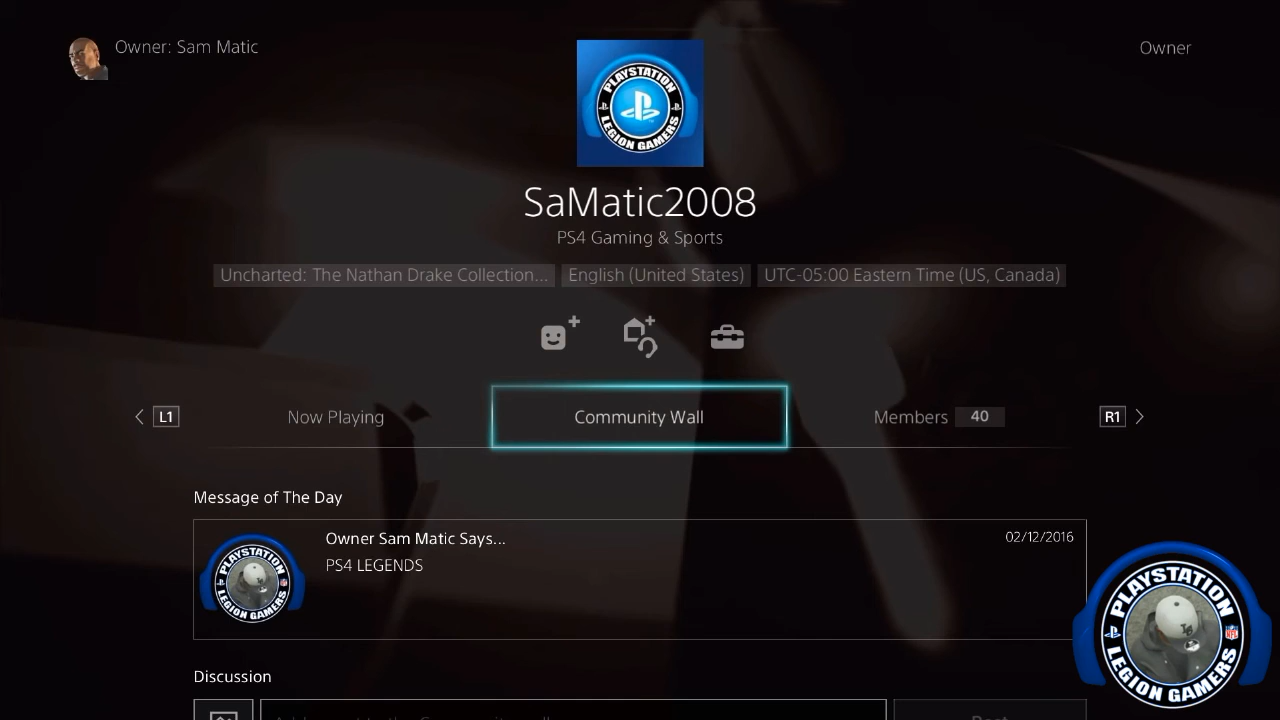 Owner: Sam Matic
Owner
PLAYSTATION
LEGION GAMERS
SaMatic2008
PS4 Gaming & Sports
Uncharted: The Nathan Drake Collection...
English (United States)
UTC-05:00 Eastern Time (US, Canada)
L1
Now Playing
Community Wall
Members 40
R1
Message of The Day
Owner Sam Matic Says...
02/12/2016
PS4 LEGENDS
PLAYSTATION
LEGION GAMERS
PLAYSTATION
LEGION GAMERS
NFL
Discussion